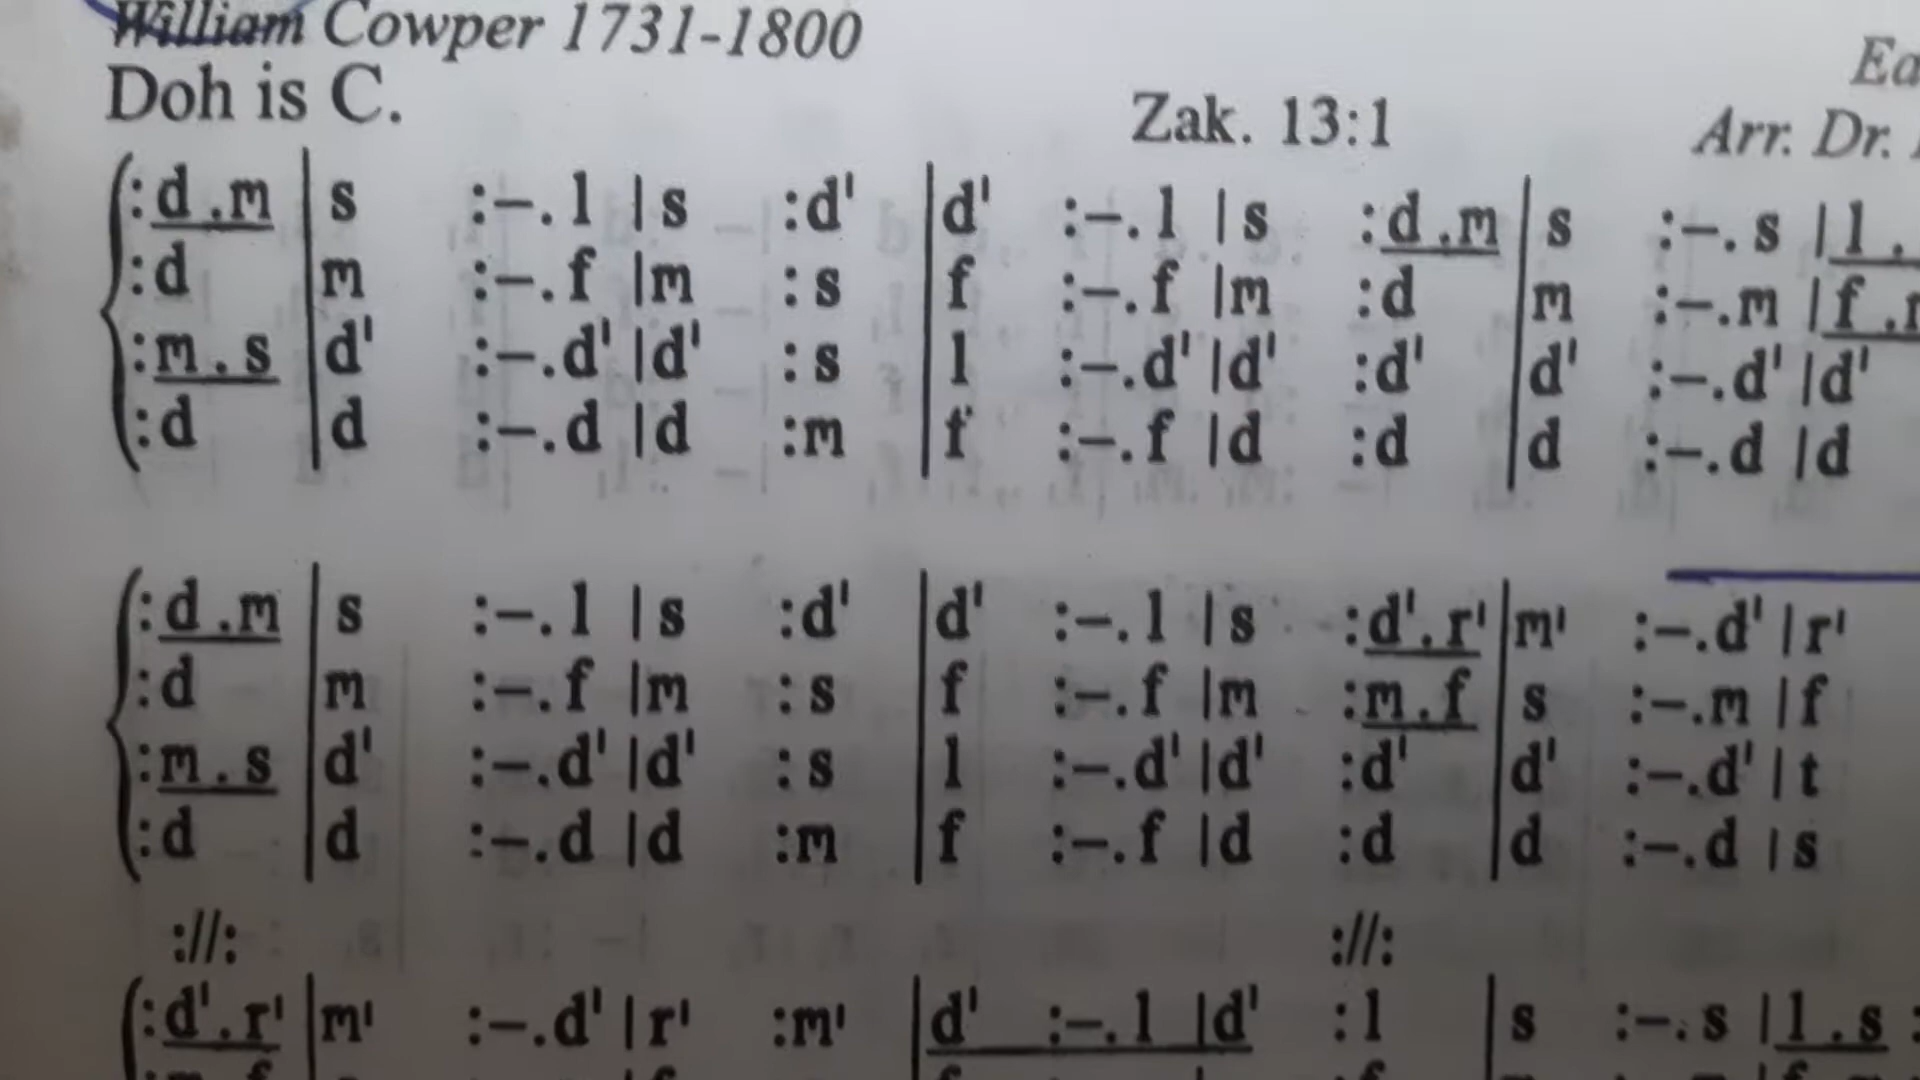 William Cowper 1731-1800
Doh is C.
Zak. 13:1
Arr. Dr.
:d .m | s :–. l | s :d' | d' :–. l | s :d .m | s :–. s | l .
:d | m :–. f | m :s | f :–. f | m :d | m :–.m | f .
:m . s | d' :–.d' | d' :s | l :–.d' | d' :d' | d' :–.d' | d'
:d | d :–.d | d :m | f :–. f | d :d | d :–.d | d
:d .m | s :–. l | s :d' | d' :–. l | s :d'. r' | m' :–.d' | r'
:d | m :–. f | m :s | f :–. f | m :m . f | s :–.m | f
:m . s | d' :–.d' | d' :s | l :–.d' | d' :d' | d' :–.d' | t
:d | d :–.d | d :m | f :–. f | d :d | d :–.d | s
://: ://:
:d'. r' | m' :–.d' | r' :m' | d' :–. l | d' :l | s :–. s | l . s :